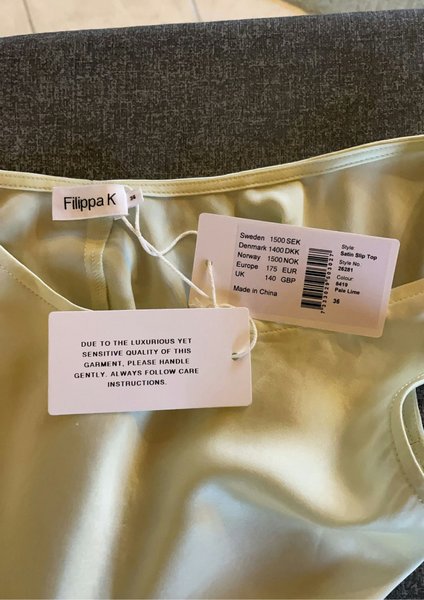 Filippa K
36
Sweden 1500 SEK
Denmark 1400 DKK
Norway 1500 NOK
Europe 175 EUR
UK 140 GBP
Made in China
Style
Satin Slip Top
Style No.
26281
Colour
8419
Pale Lime
36
DUE TO THE LUXURIOUS YET
SENSITIVE QUALITY OF THIS
GARMENT, PLEASE HANDLE
GENTLY. ALWAYS FOLLOW CARE
INSTRUCTIONS.